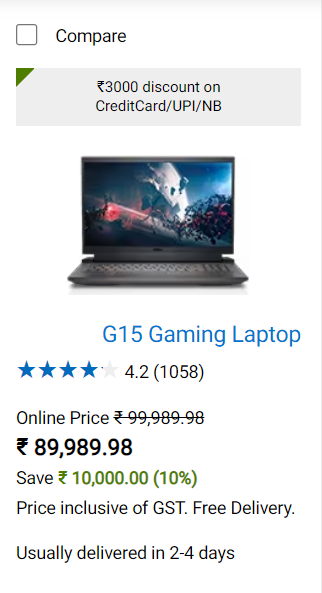 Compare
₹3000 discount on
CreditCard/UPI/NB
G15 Gaming Laptop
4.2 (1058)
Online Price ₹ 99,989.98
₹ 89,989.98
Save ₹ 10,000.00 (10%)
Price inclusive of GST. Free Delivery.
Usually delivered in 2-4 days